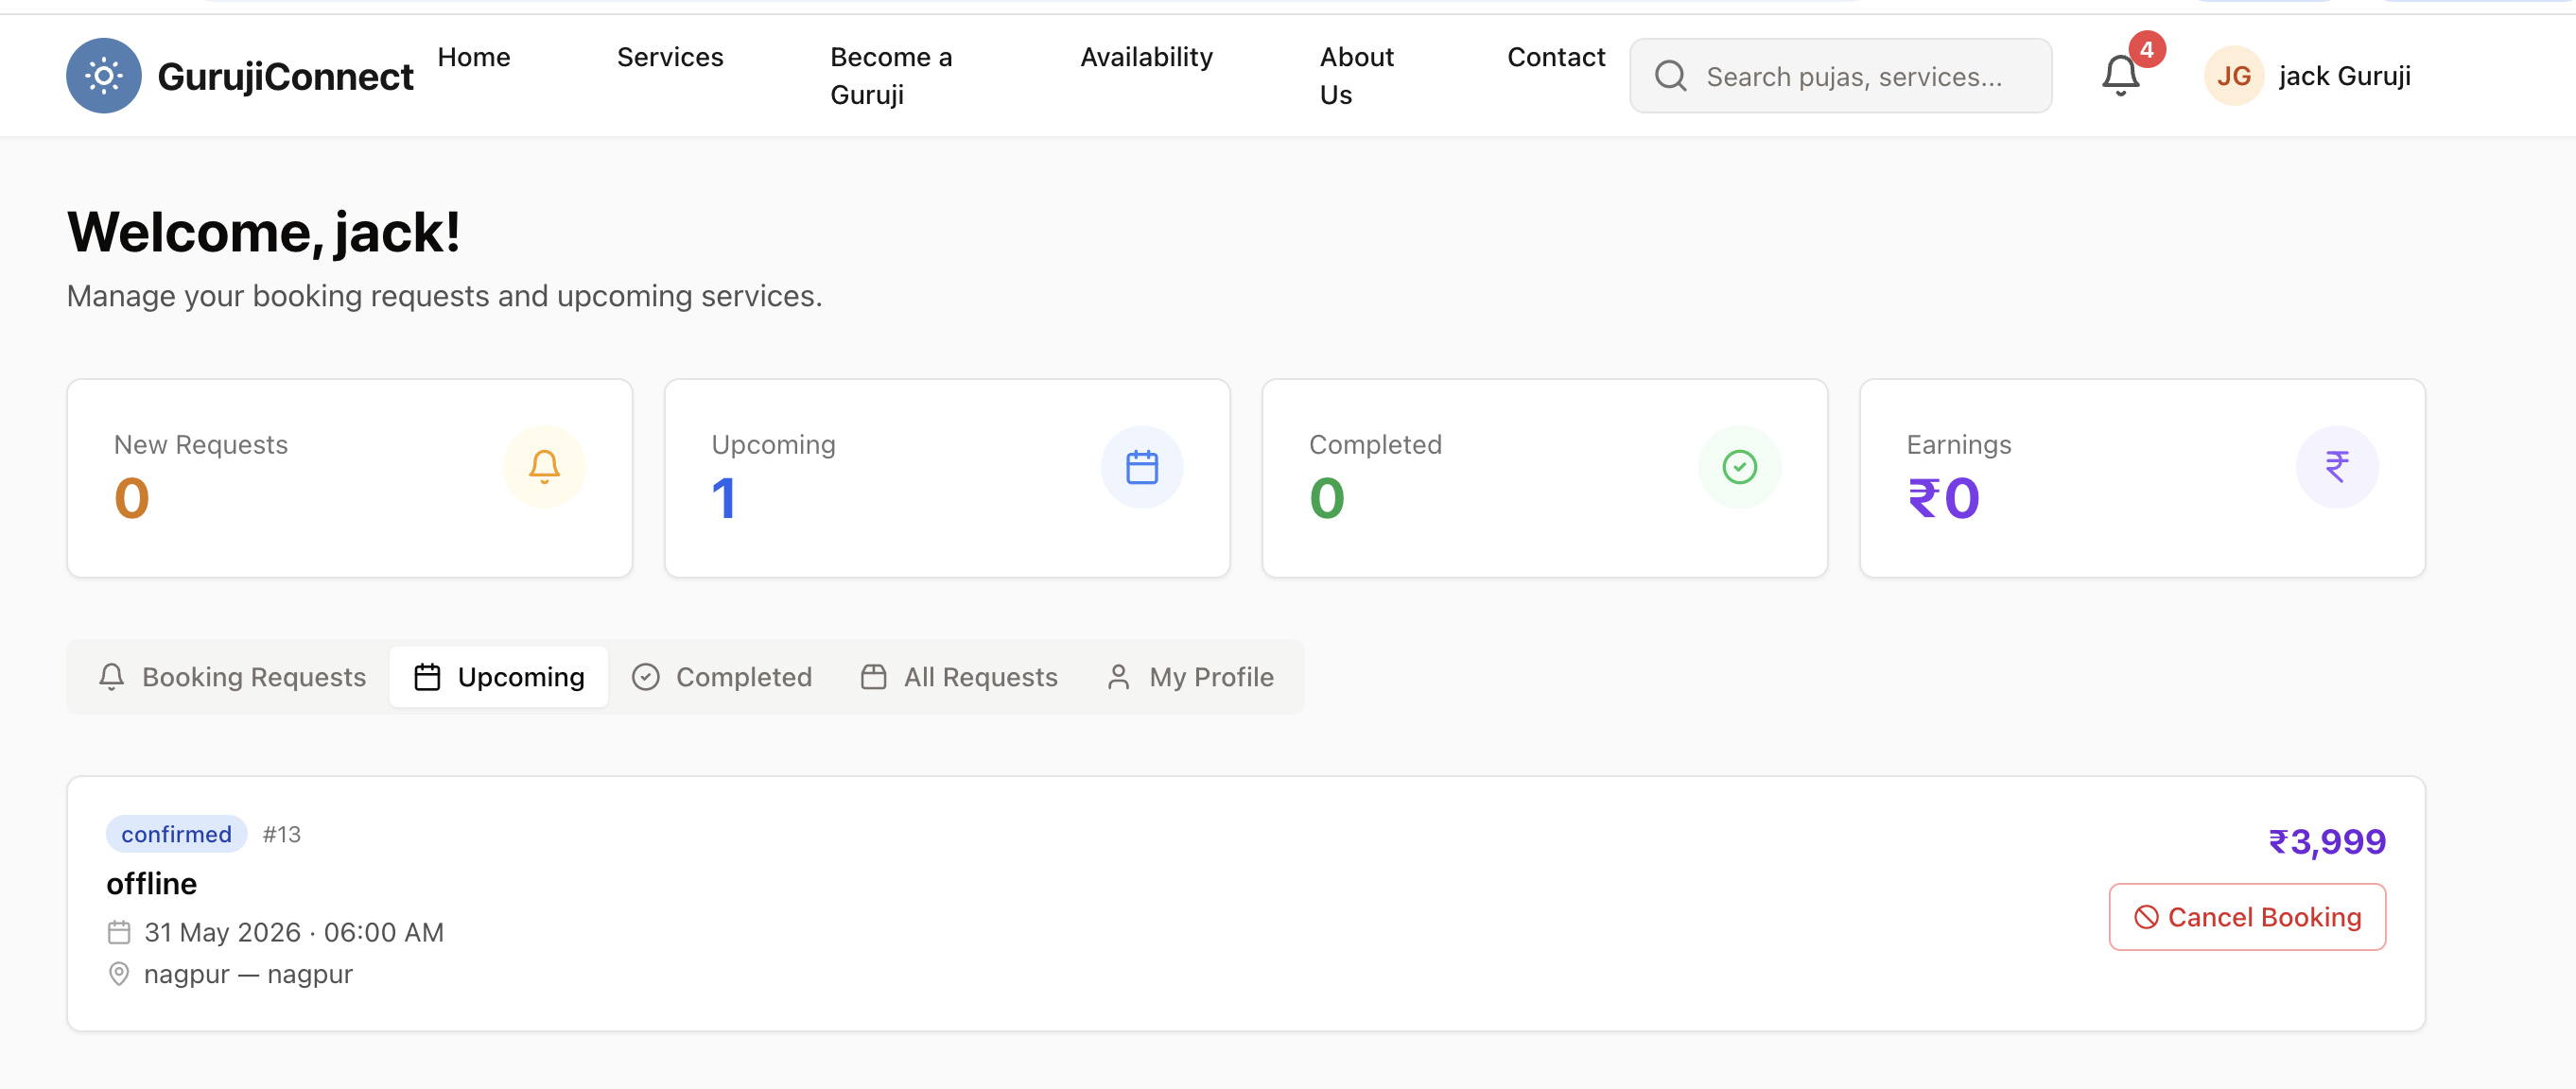 GurujiConnect
Home
Services
Become a
Guruji
Availability
About
Us
Contact
Search pujas, services...
4
JG
jack Guruji
Welcome, jack!
Manage your booking requests and upcoming services.
New Requests
0
Upcoming
1
Completed
0
Earnings
₹0
₹
Booking Requests
Upcoming
Completed
All Requests
My Profile
confirmed
#13
₹3,999
offline
Cancel Booking
31 May 2026 · 06:00 AM
nagpur — nagpur